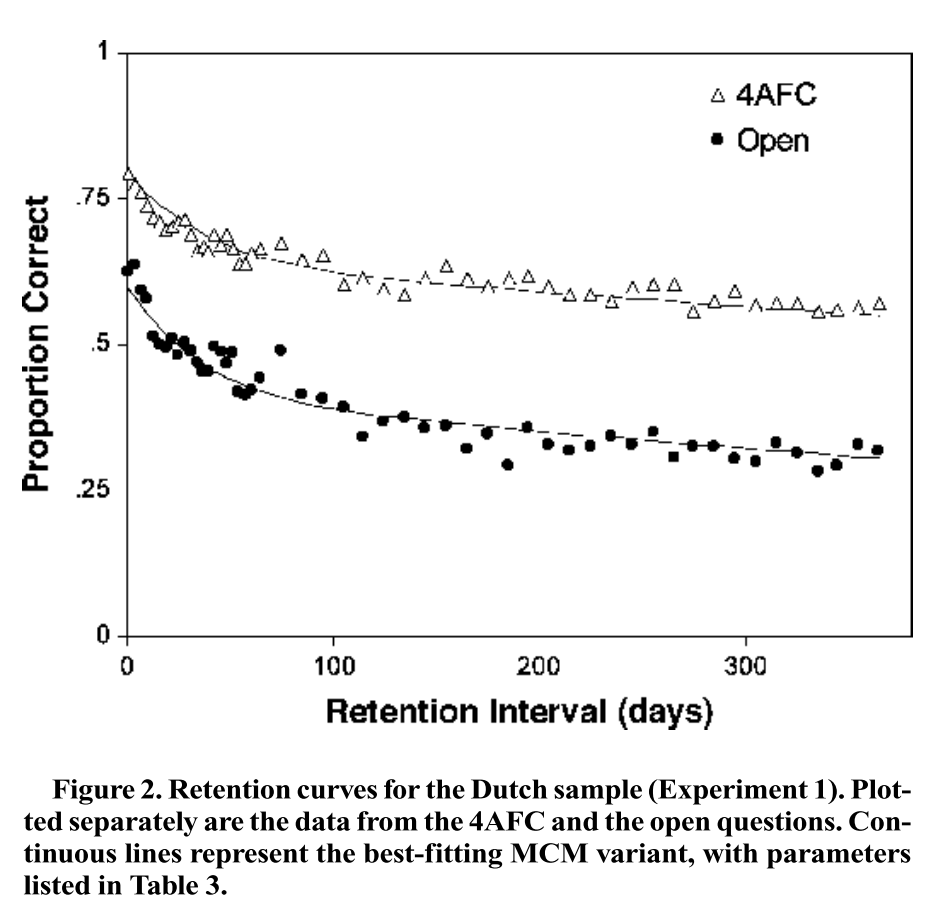 1
4AFC
Open
.75
.5
.25
0
Proportion Correct
0 100 200 300
Retention Interval (days)
Figure 2. Retention curves for the Dutch sample (Experiment 1). Plot-
ted separately are the data from the 4AFC and the open questions. Con-
tinuous lines represent the best-fitting MCM variant, with parameters
listed in Table 3.